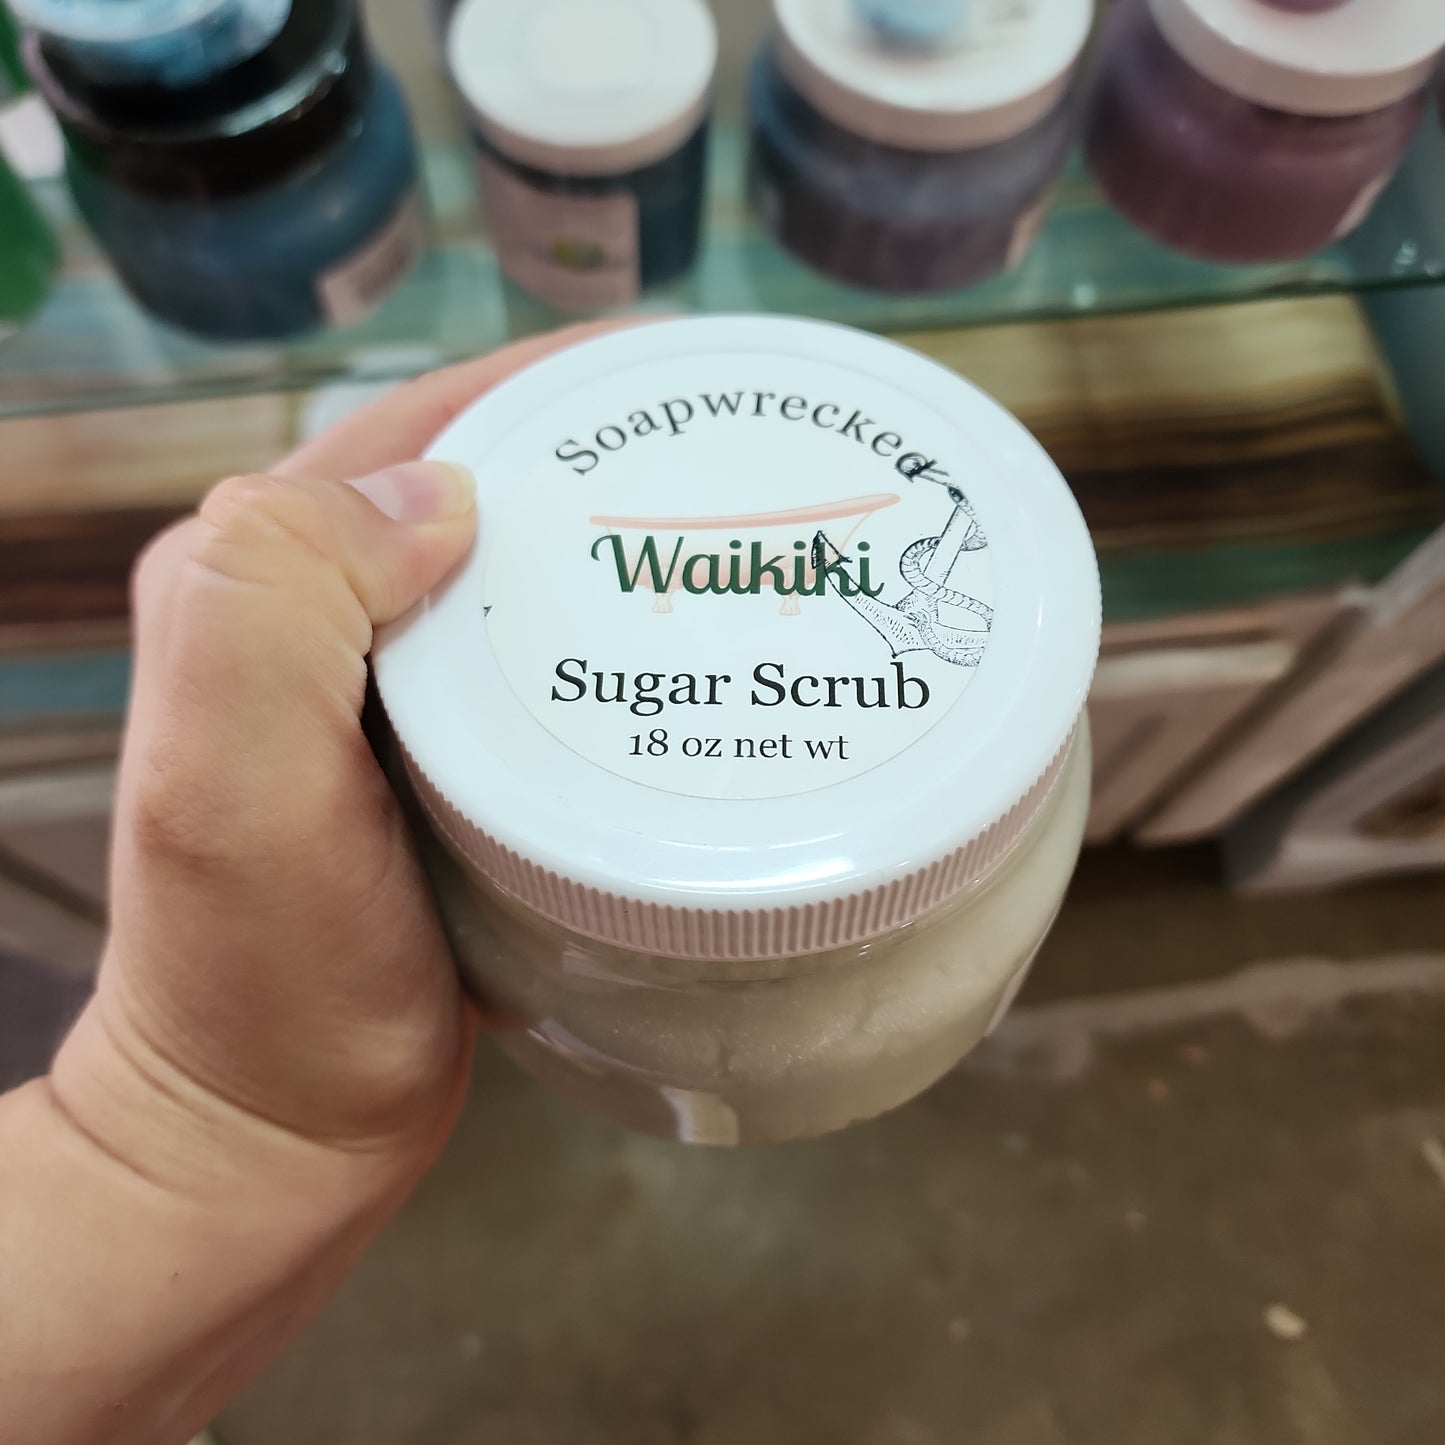 Soapwrecked
Waikiki
Sugar Scrub
18 oz net wt